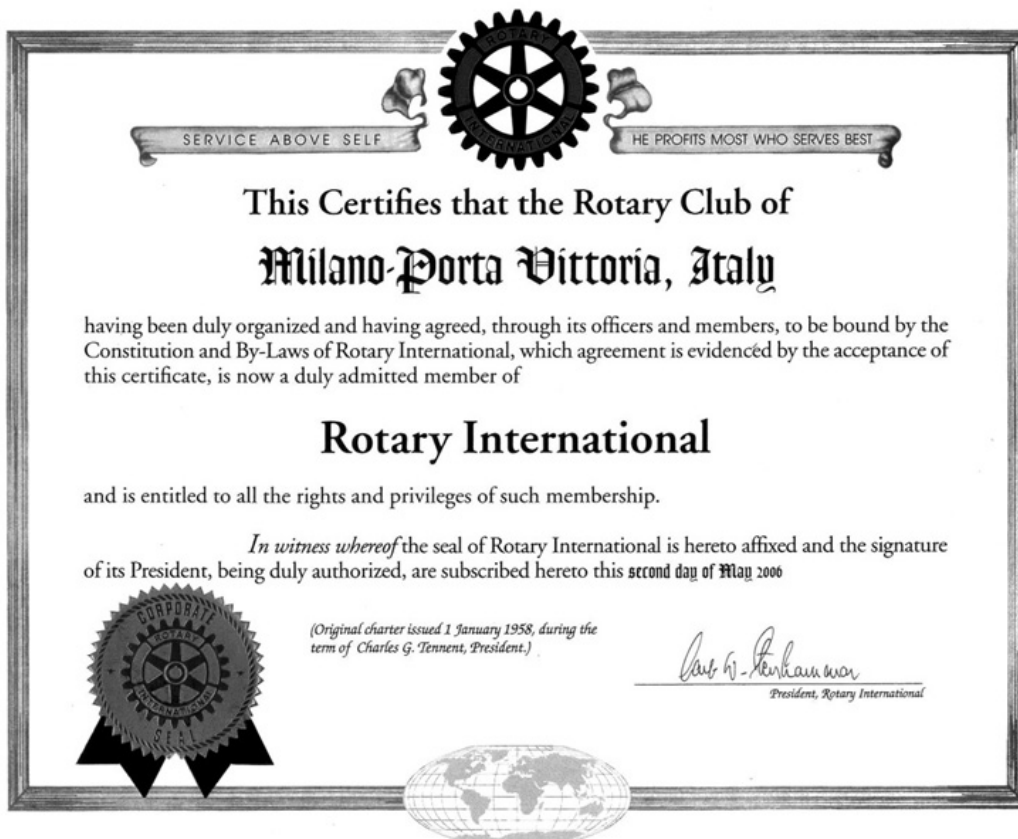 ROTARY
INTERNATIONAL
SERVICE ABOVE SELF
HE PROFITS MOST WHO SERVES BEST
This Certifies that the Rotary Club of
Milano-Porta Vittoria, Italy
having been duly organized and having agreed, through its officers and members, to be bound by the
Constitution and By-Laws of Rotary International, which agreement is evidenced by the acceptance of
this certificate, is now a duly admitted member of
Rotary International
and is entitled to all the rights and privileges of such membership.
In witness whereof the seal of Rotary International is hereto affixed and the signature
of its President, being duly authorized, are subscribed hereto this second day of May 2006
CORPORATE
ROTARY
INTERNATIONAL
SEAL
(Original charter issued 1 January 1958, during the
term of Charles G. Tennent, President.)
President, Rotary International